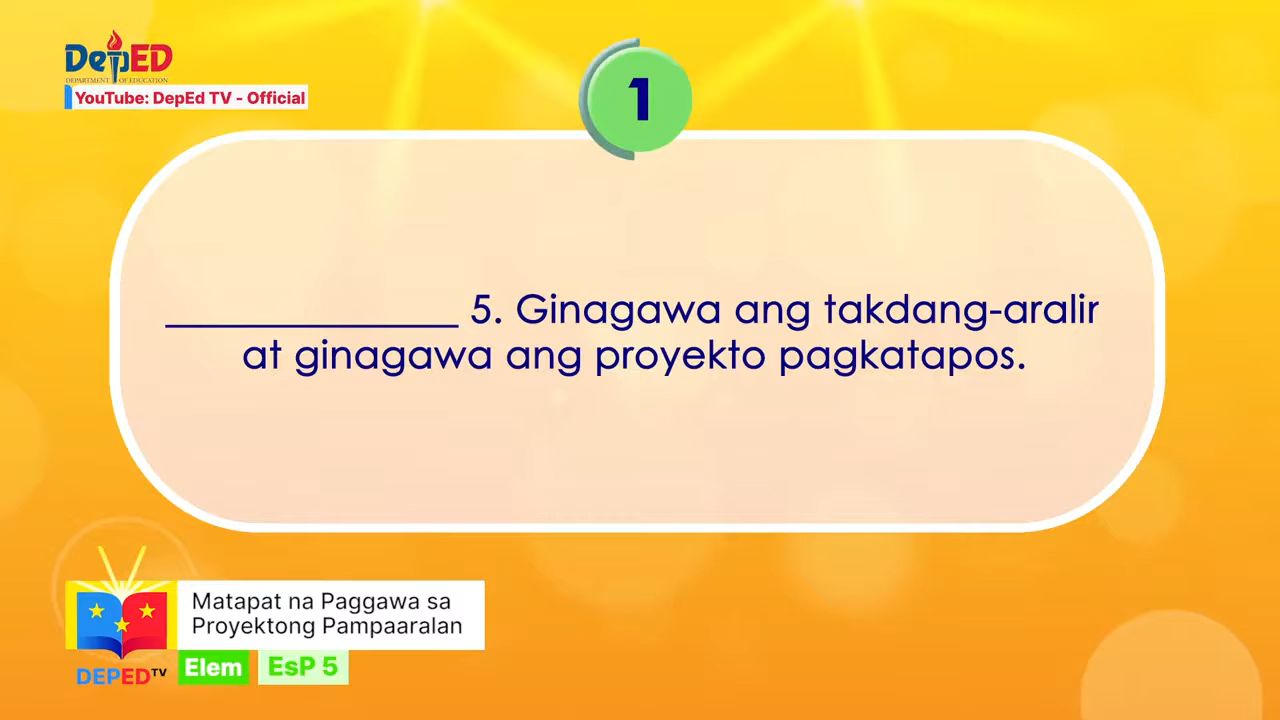 DepED
DEPARTMENT OF EDUCATION
YouTube: DepEd TV - Official
1
______________ 5. Ginagawa ang takdang-aralir
at ginagawa ang proyekto pagkatapos.
Matapat na Paggawa sa
Proyektong Pampaaralan
DEPED TV
Elem
EsP 5